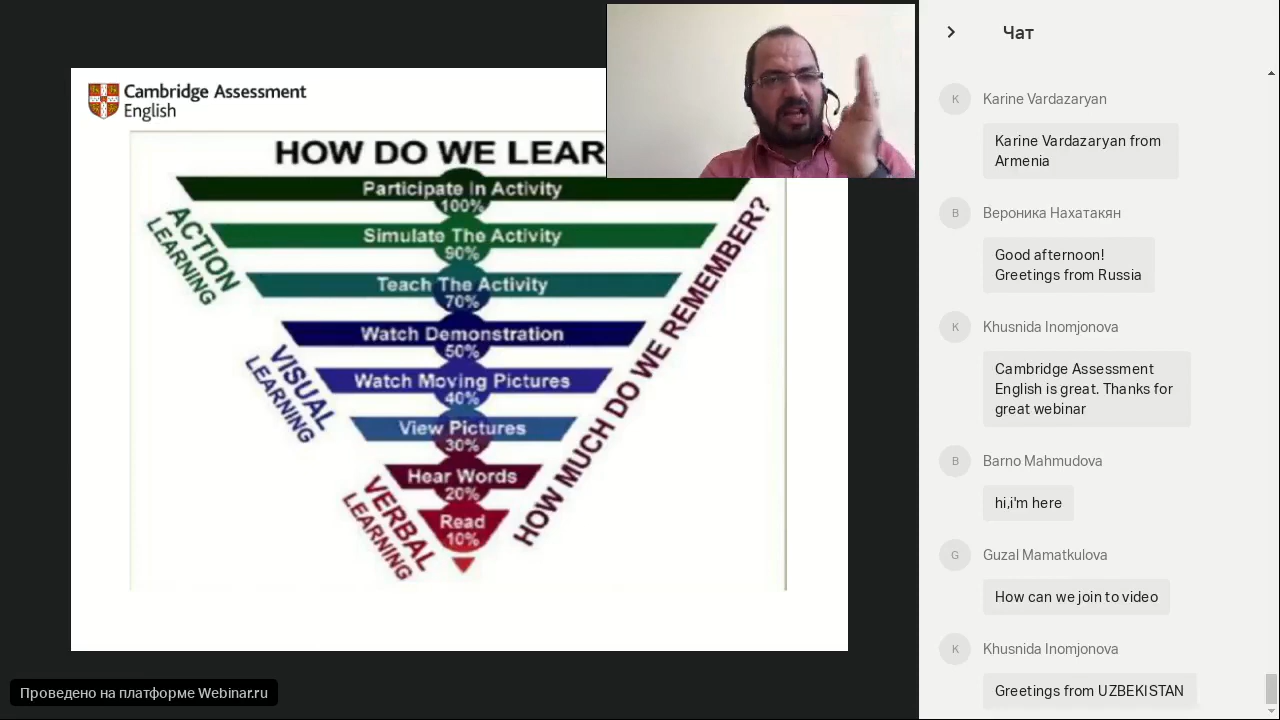 Cambridge Assessment
English
HOW DO WE LEAR
Participate In Activity
100%
Simulate The Activity
90%
Teach The Activity
70%
Watch Demonstration
50%
Watch Moving Pictures
40%
View Pictures
30%
Hear Words
20%
Read
10%
ACTION
LEARNING
VISUAL
LEARNING
VERBAL
LEARNING
HOW MUCH DO WE REMEMBER?
Проведено на платформе Webinar.ru
Чат
K
Karine Vardazaryan
Karine Vardazaryan from
Armenia
В
Вероника Нахатакян
Good afternoon!
Greetings from Russia
K
Khusnida Inomjonova
Cambridge Assessment
English is great. Thanks for
great webinar
B
Barno Mahmudova
hi,i'm here
G
Guzal Mamatkulova
How can we join to video
K
Khusnida Inomjonova
Greetings from UZBEKISTAN